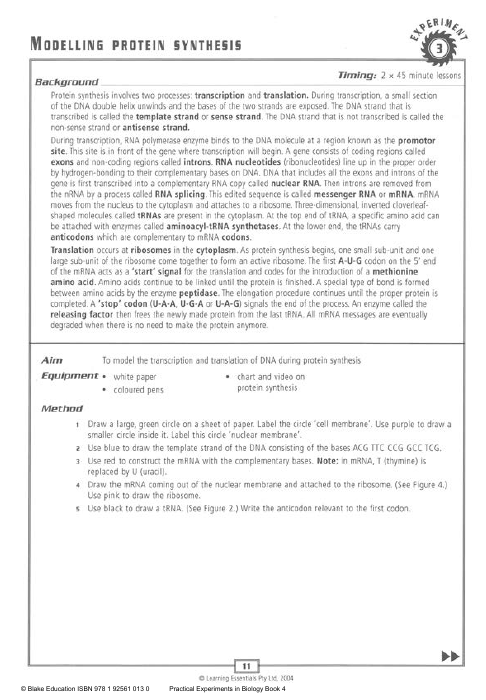 EXPERIMENT
3
MODELLING PROTEIN SYNTHESIS
Timing: 2 x 45 minute lessons
Background
Protein synthesis involves two processes: transcription and translation. During transcription, a small section
of the DNA double helix unwinds and the bases of the two strands are exposed. The DNA strand that is
transcribed is called the template strand or sense strand. The DNA strand that is not transcribed is called the
non-sense strand or antisense strand.
During transcription, RNA polymerase enzyme binds to the DNA molecule at a region known as the promotor
site. This site is in front of the gene where transcription will begin. A gene consists of coding regions called
exons and non-coding regions called introns. RNA nucleotides (ribonucleotides) line up in the proper order
by hydrogen-bonding to their complementary bases on DNA. DNA that includes all the exons and introns of the
gene is first transcribed into a complementary RNA copy called nuclear RNA. Then introns are removed from
the nRNA by a process called RNA splicing. This edited sequence is called messenger RNA or mRNA. mRNA
moves from the nucleus to the cytoplasm and attaches to a ribosome. Three-dimensional, inverted cloverleaf-
shaped molecules called tRNAs are present in the cytoplasm. At the top end of tRNA, a specific amino acid can
be attached with enzymes called aminoacyl-tRNA synthetases. At the lower end, the tRNAs carry
anticodons which are complementary to mRNA codons.
Translation occurs at ribosomes in the cytoplasm. As protein synthesis begins, one small sub-unit and one
large sub-unit of the ribosome come together to form an active ribosome. The first A-U-G codon on the 5' end
of the mRNA acts as a 'start' signal for the translation and codes for the introduction of a methionine
amino acid. Amino acids continue to be linked until the protein is finished. A special type of bond is formed
between amino acids by the enzyme peptidase. The elongation procedure continues until the proper protein is
completed. A 'stop' codon (U-A-A, U-G-A or U-A-G) signals the end of the process. An enzyme called the
releasing factor then frees the newly made protein from the last tRNA. All mRNA messages are eventually
degraded when there is no need to make the protein anymore.
Aim To model the transcription and translation of DNA during protein synthesis
Equipment • white paper • chart and video on
• coloured pens protein synthesis
Method
1 Draw a large, green circle on a sheet of paper. Label the circle 'cell membrane'. Use purple to draw a
smaller circle inside it. Label this circle 'nuclear membrane'.
2 Use blue to draw the template strand of the DNA consisting of the bases ACG TTC CCG GCC TCG.
3 Use red to construct the mRNA with the complementary bases. Note: in mRNA, T (thymine) is
replaced by U (uracil).
4 Draw the mRNA coming out of the nuclear membrane and attached to the ribosome. (See Figure 4.)
Use pink to draw the ribosome.
5 Use black to draw a tRNA. (See Figure 2.) Write the anticodon relevant to the first codon.
11
© Learning Essentials Pty Ltd, 2004
© Blake Education ISBN 978 1 92561 013 0 Practical Experiments in Biology Book 4